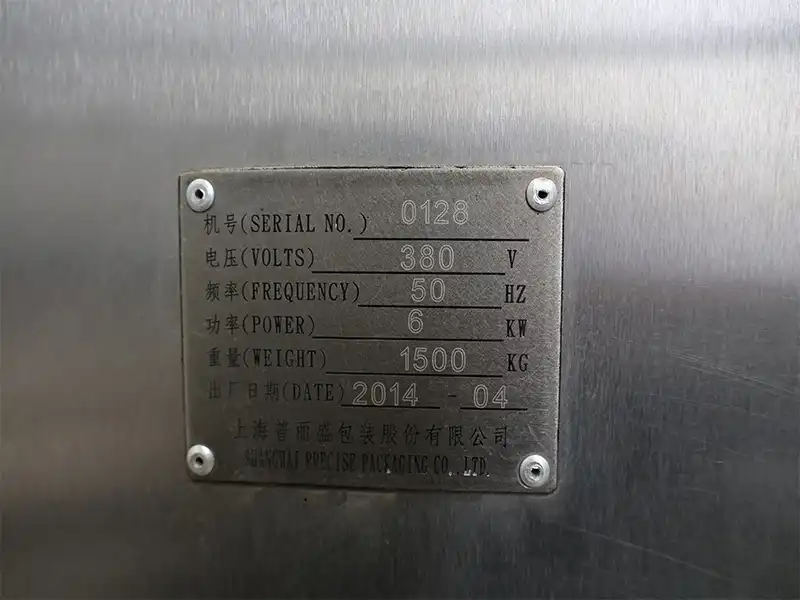 机号(SERIAL NO.) 0128
电压(VOLTS) 380 V
频率(FREQUENCY) 50 HZ
功率(POWER) 6 KW
重量(WEIGHT) 1500 KG
出厂日期(DATE) 2014 - 04
上海普丽盛包装股份有限公司
SHANGHAI PRECISE PACKAGING CO.,LTD.